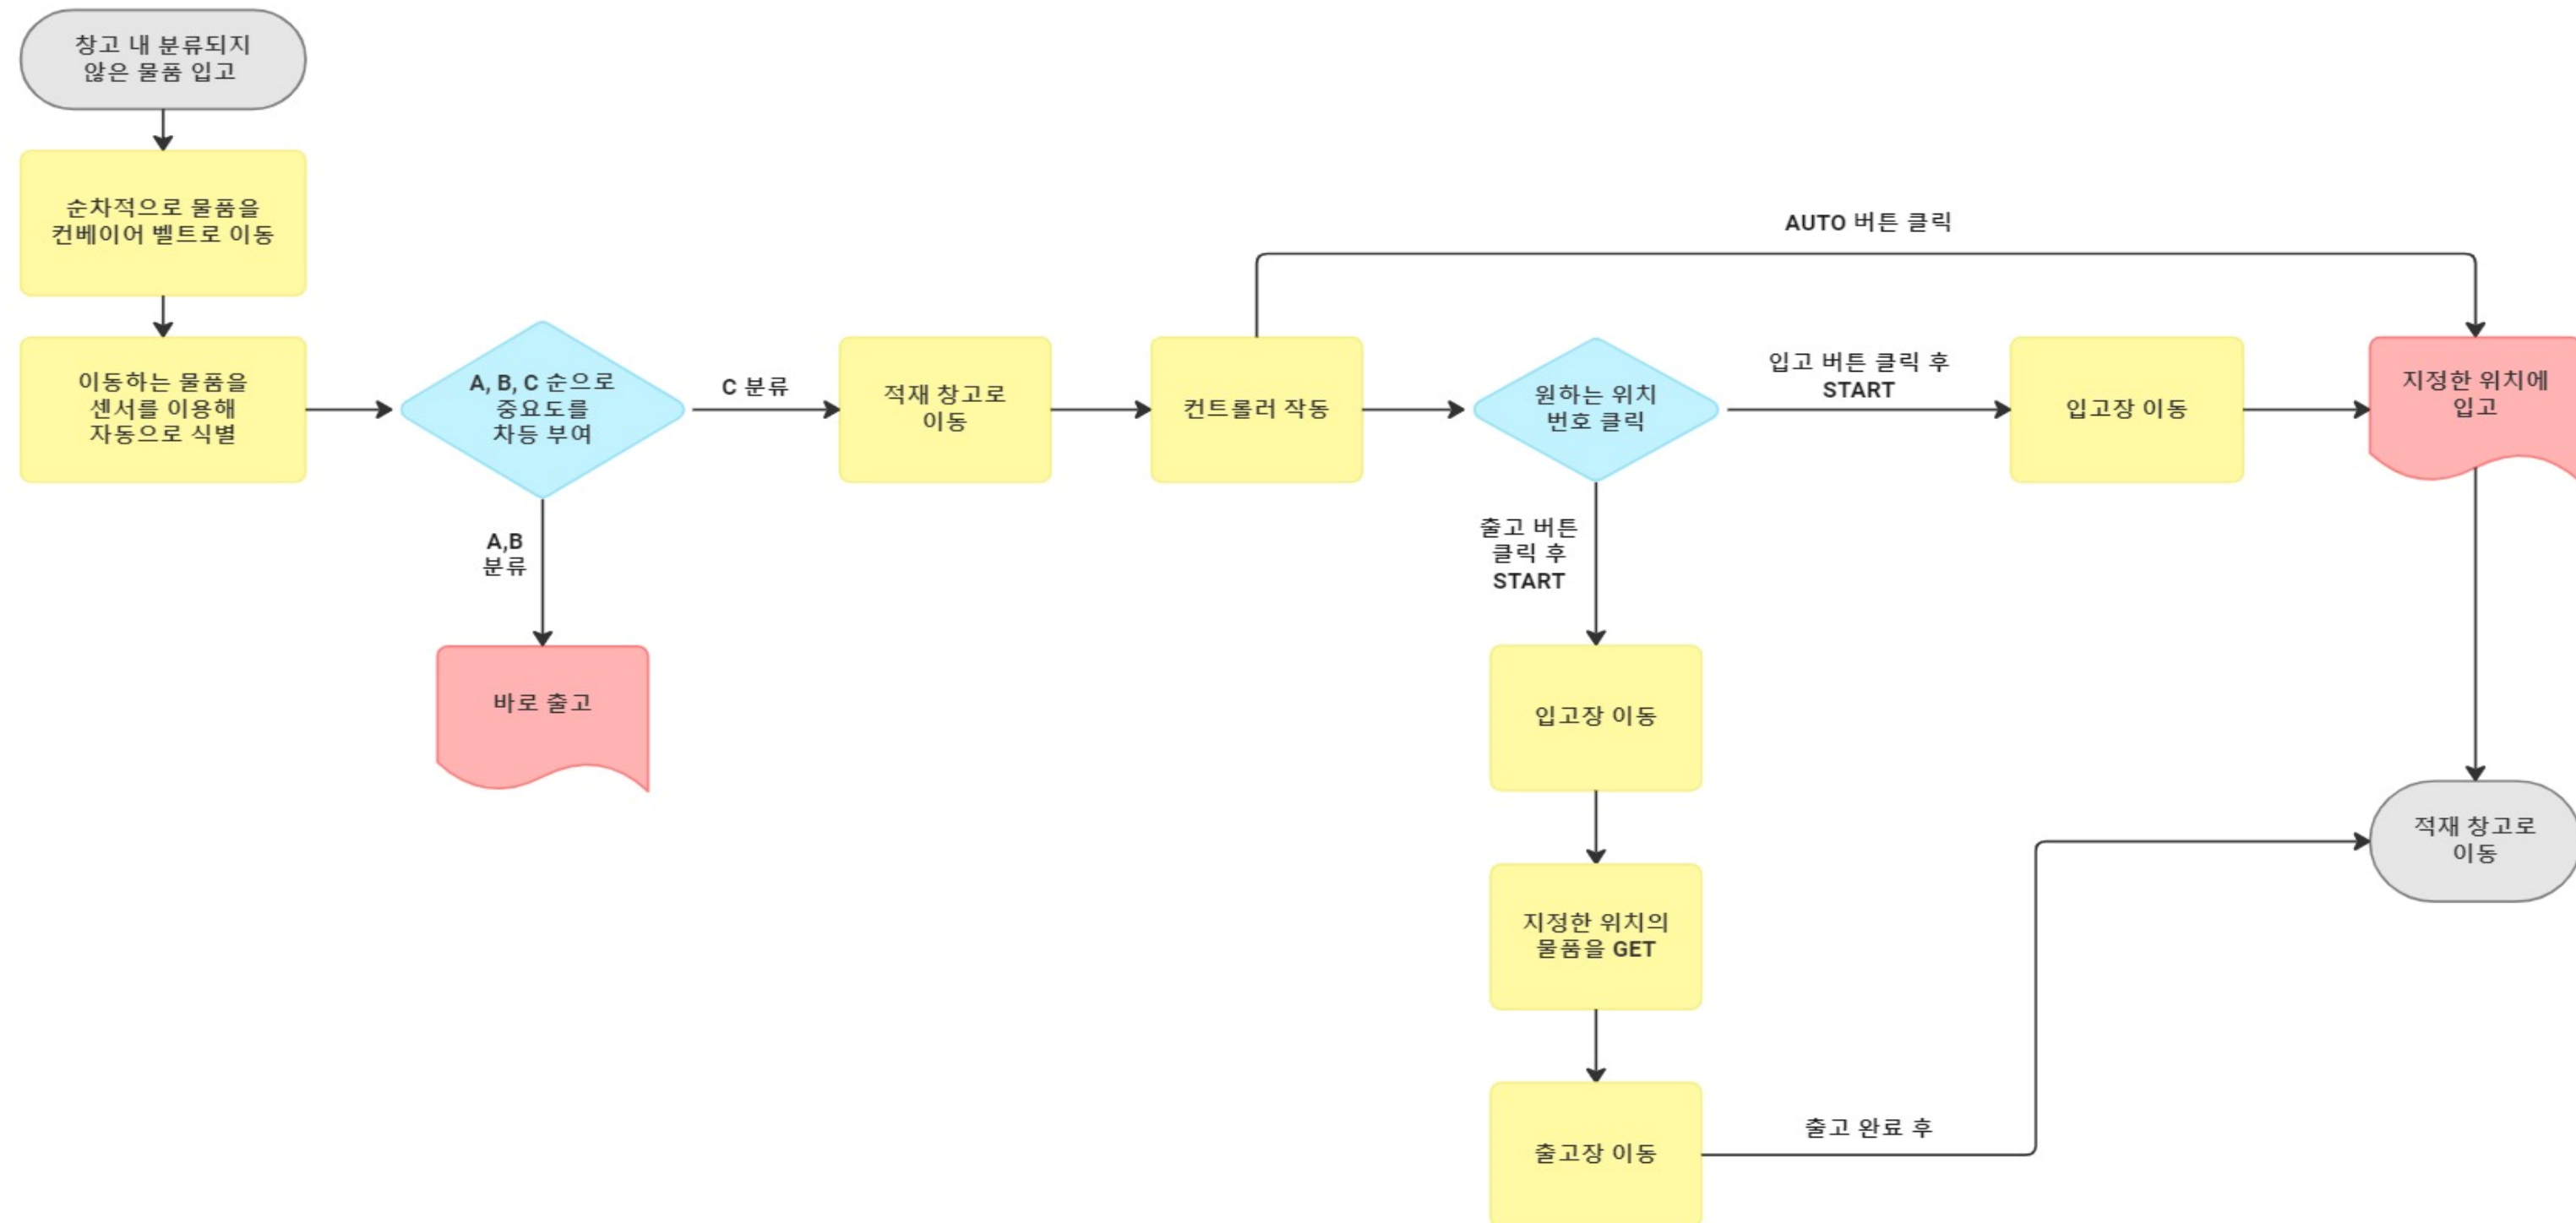 창고 내 분류되지
않은 물품 입고
순차적으로 물품을
컨베이어 벨트로 이동
이동하는 물품을
센서를 이용해
자동으로 식별
A, B, C 순으로
중요도를
차등 부여
C 분류
A,B
분류
바로 출고
적재 창고로
이동
컨트롤러 작동
AUTO 버튼 클릭
원하는 위치
번호 클릭
입고 버튼 클릭 후
START
입고장 이동
지정한 위치에
입고
출고 버튼
클릭 후
START
입고장 이동
지정한 위치의
물품을 GET
출고장 이동
출고 완료 후
적재 창고로
이동